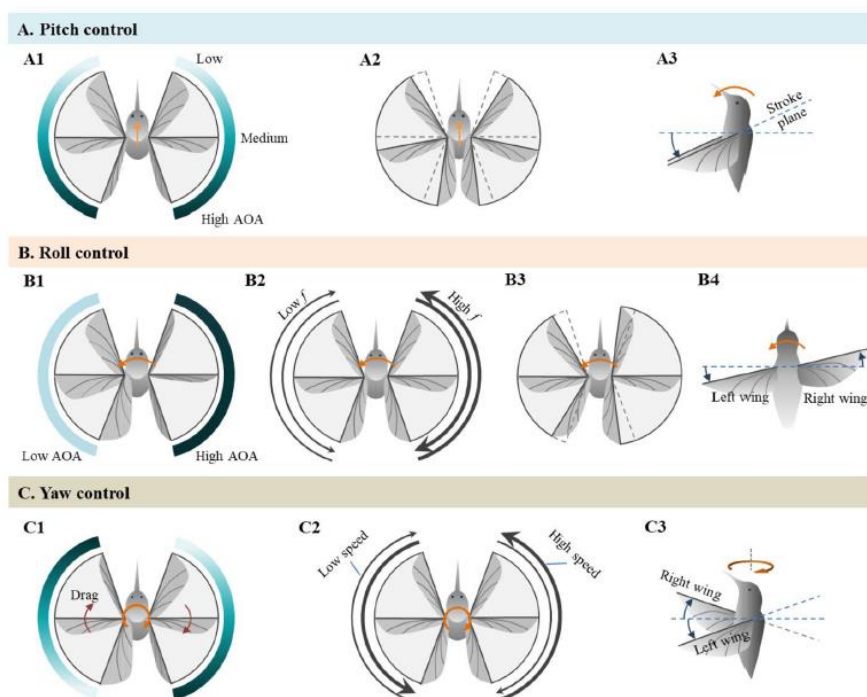 A. Pitch control
A1
A2
A3
Low
Medium
High AOA
Stroke
plane
B. Roll control
B1
B2
B3
B4
Low f
High f
Low AOA
High AOA
Left wing
Right wing
C. Yaw control
C1
C2
C3
Drag
Low speed
High speed
Right wing
Left wing